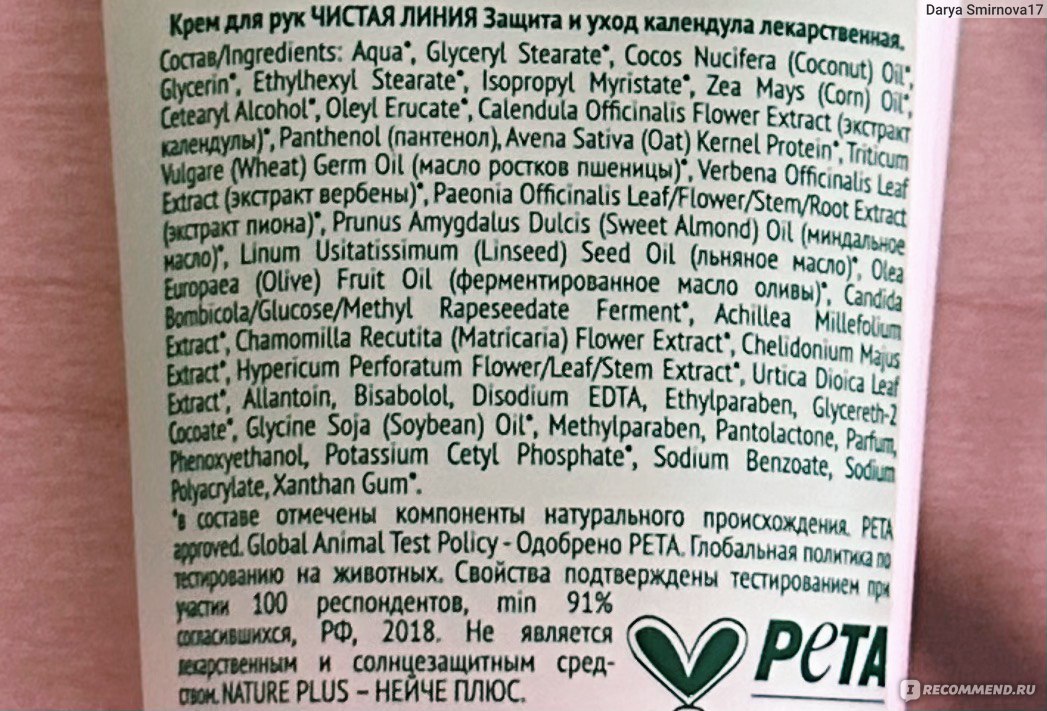 Darya Smirnova17
Крем для рук ЧИСТАЯ ЛИНИЯ Защита и уход календула лекарственная.
Состав/Ingredients: Aqua*, Glyceryl Stearate*, Cocos Nucifera (Coconut) Oil*,
Glycerin*, Ethylhexyl Stearate*, Isopropyl Myristate*, Zea Mays (Corn) Oil*,
Cetearyl Alcohol*, Oleyl Erucate*, Calendula Officinalis Flower Extract (экстракт
календулы)*, Panthenol (пантенол), Avena Sativa (Oat) Kernel Protein*, Triticum
Vulgare (Wheat) Germ Oil (масло ростков пшеницы)*, Verbena Officinalis Leaf
Extract (экстракт вербены)*, Paeonia Officinalis Leaf/Flower/Stem/Root Extract
(экстракт пиона)*, Prunus Amygdalus Dulcis (Sweet Almond) Oil (миндальное
масло)*, Linum Usitatissimum (Linseed) Seed Oil (льняное масло)*, Olea
Europaea (Olive) Fruit Oil (ферментированное масло оливы)*, Candida
Bombicola/Glucose/Methyl Rapeseedate Ferment*, Achillea Millefolium
Extract*, Chamomilla Recutita (Matricaria) Flower Extract*, Chelidonium Majus
Extract*, Hypericum Perforatum Flower/Leaf/Stem Extract*, Urtica Dioica Leaf
Extract*, Allantoin, Bisabolol, Disodium EDTA, Ethylparaben, Glycereth-2
Cocoate*, Glycine Soja (Soybean) Oil*, Methylparaben, Pantolactone, Parfum,
Phenoxyethanol, Potassium Cetyl Phosphate*, Sodium Benzoate, Sodium
Polyacrylate, Xanthan Gum*.
*в составе отмечены компоненты натурального происхождения. PETA
approved. Global Animal Test Policy - Одобрено PETA. Глобальная политика по
тестированию на животных. Свойства подтверждены тестированием при
участии 100 респондентов, min 91%
согласившихся, РФ, 2018. Не является
лекарственным и солнцезащитным сред-
ством. NATURE PLUS – НЕЙЧЕ ПЛЮС.
PETA
I RECOMMEND.RU